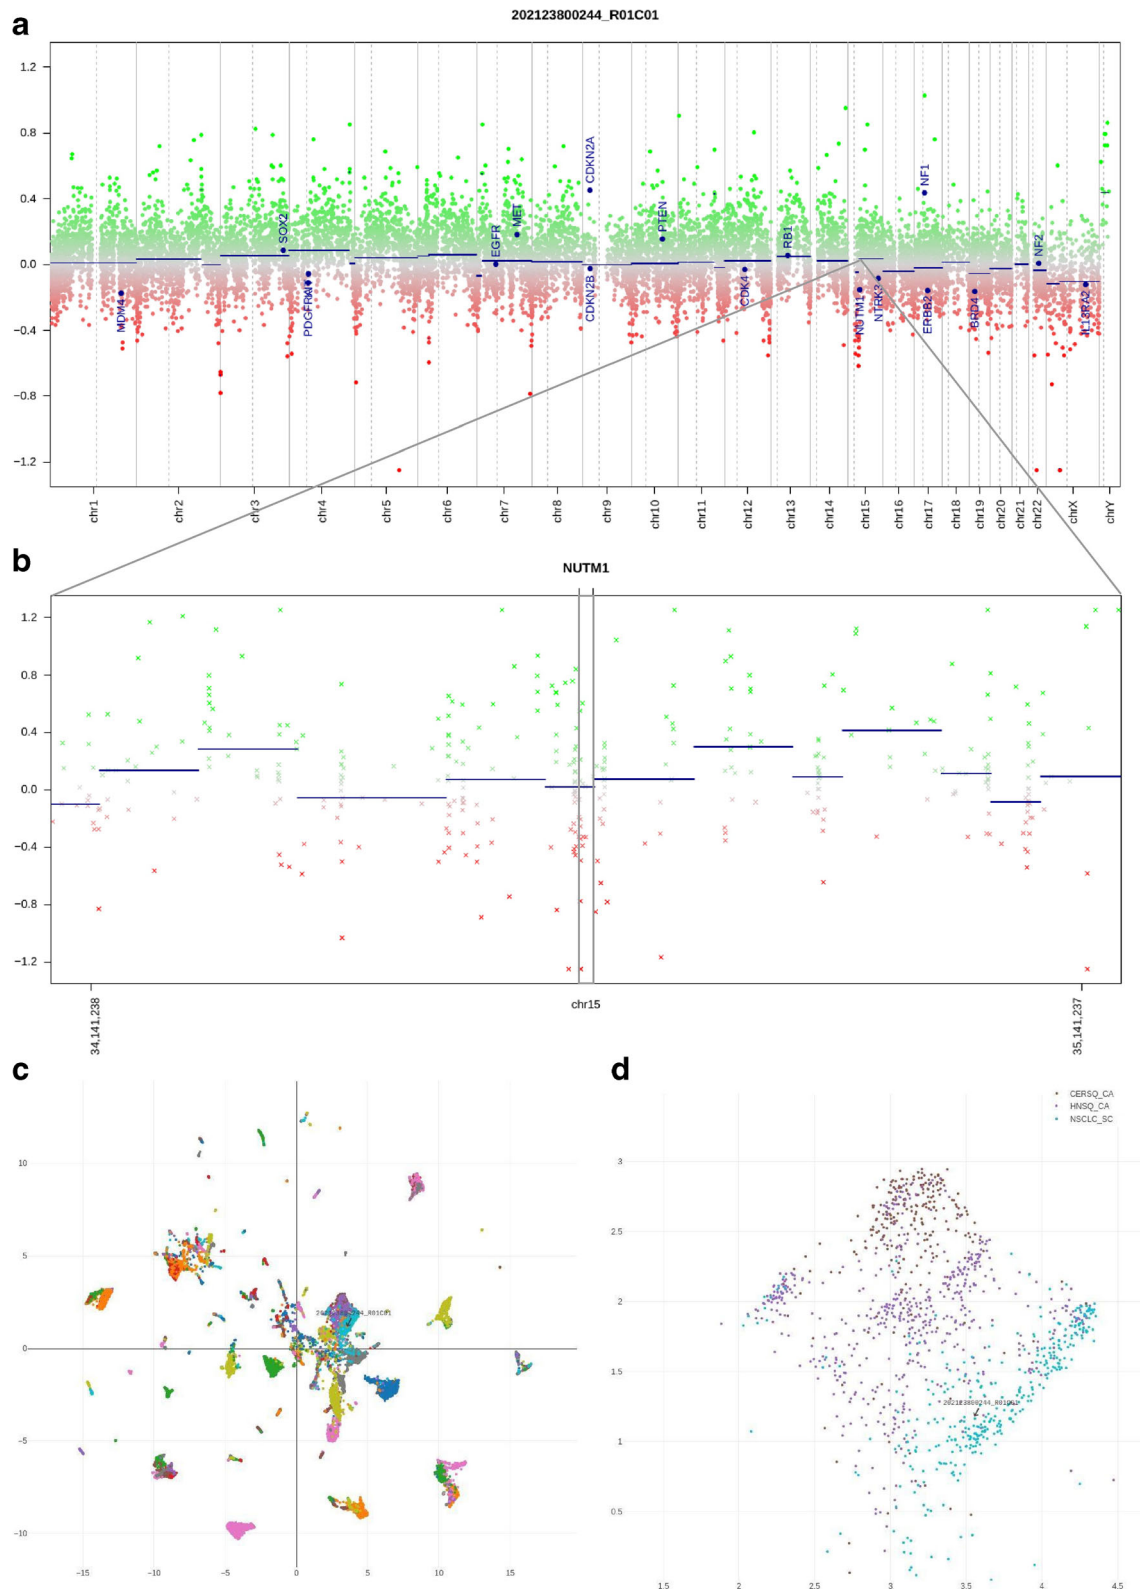 a
202123800244_R01C01
1.2
0.8
0.4
0.0
−0.4
−0.8
−1.2
MDM4
SOX2
EGFR
MET
CDKN2A
CDKN2B
PTEN
CDK4
RB1
NUTM1
NTRK3
NF1
ERBB2
BRD4
NF2
IL13RA2
chr1
chr2
chr3
chr4
chr5
chr6
chr7
chr8
chr9
chr10
chr11
chr12
chr13
chr14
chr15
chr16
chr17
chr18
chr19
chr20
chr21
chr22
chrX
chrY
b
NUTM1
1.2
0.8
0.4
0.0
−0.4
−0.8
−1.2
34,141,238
chr15
35,141,237
c
10
5
0
−5
−10
−15
−10
−5
0
5
10
15
d
CERSQ_CA
HNSQ_CA
NSCLC_SC
3
2.5
2
1.5
1
0.5
202123800244_R01C01
1.5
2
2.5
3
3.5
4
4.5